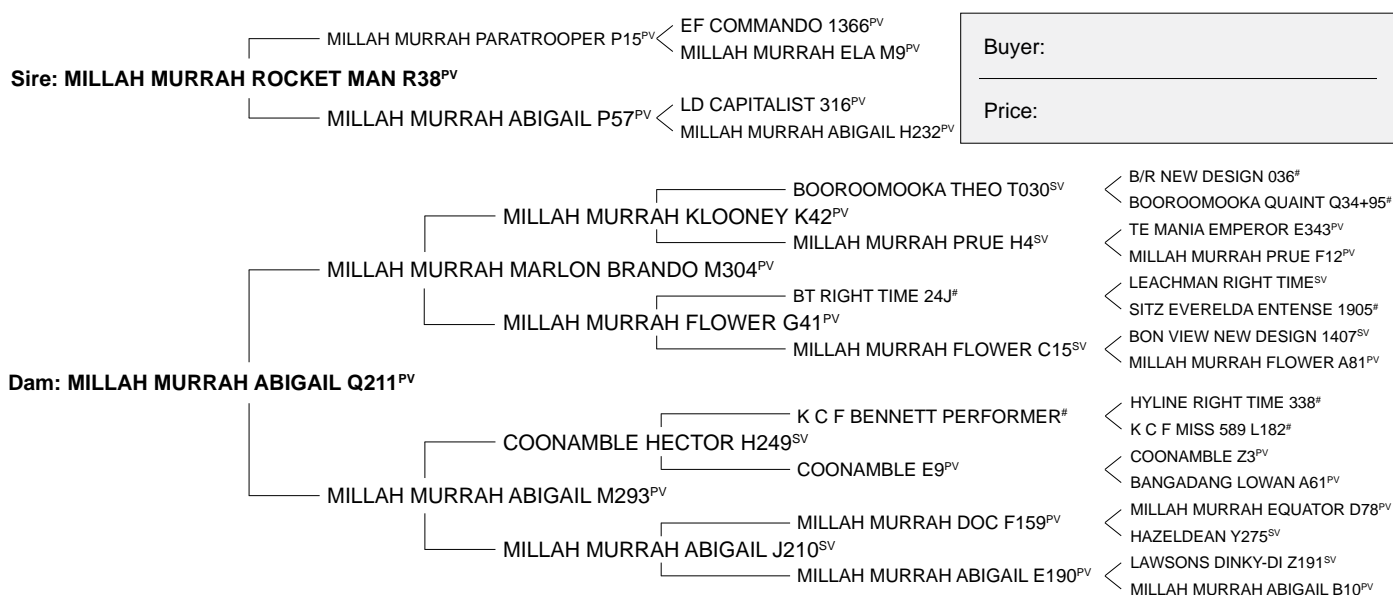 MILLAH MURRAH PARATROOPER P15PV
EF COMMANDO 1366PV
MILLAH MURRAH ELA M9PV
Sire: MILLAH MURRAH ROCKET MAN R38PV
MILLAH MURRAH ABIGAIL P57PV
LD CAPITALIST 316PV
MILLAH MURRAH ABIGAIL H232PV
Buyer:
Price:
BOOROOMOOKA THEO T030SV
B/R NEW DESIGN 036#
BOOROOMOOKA QUAINT Q34+95#
MILLAH MURRAH KLOONEY K42PV
MILLAH MURRAH PRUE H4SV
TE MANIA EMPEROR E343PV
MILLAH MURRAH PRUE F12PV
MILLAH MURRAH MARLON BRANDO M304PV
BT RIGHT TIME 24J#
LEACHMAN RIGHT TIMESV
SITZ EVERELDA ENTENSE 1905#
MILLAH MURRAH FLOWER G41PV
MILLAH MURRAH FLOWER C15SV
BON VIEW NEW DESIGN 1407SV
MILLAH MURRAH FLOWER A81PV
Dam: MILLAH MURRAH ABIGAIL Q211PV
K C F BENNETT PERFORMER#
HYLINE RIGHT TIME 338#
K C F MISS 589 L182#
COONAMBLE HECTOR H249SV
COONAMBLE E9PV
COONAMBLE Z3PV
BANGADANG LOWAN A61PV
MILLAH MURRAH ABIGAIL M293PV
MILLAH MURRAH DOC F159PV
MILLAH MURRAH EQUATOR D78PV
HAZELDEAN Y275SV
MILLAH MURRAH ABIGAIL J210SV
MILLAH MURRAH ABIGAIL E190PV
LAWSONS DINKY-DI Z191SV
MILLAH MURRAH ABIGAIL B10PV